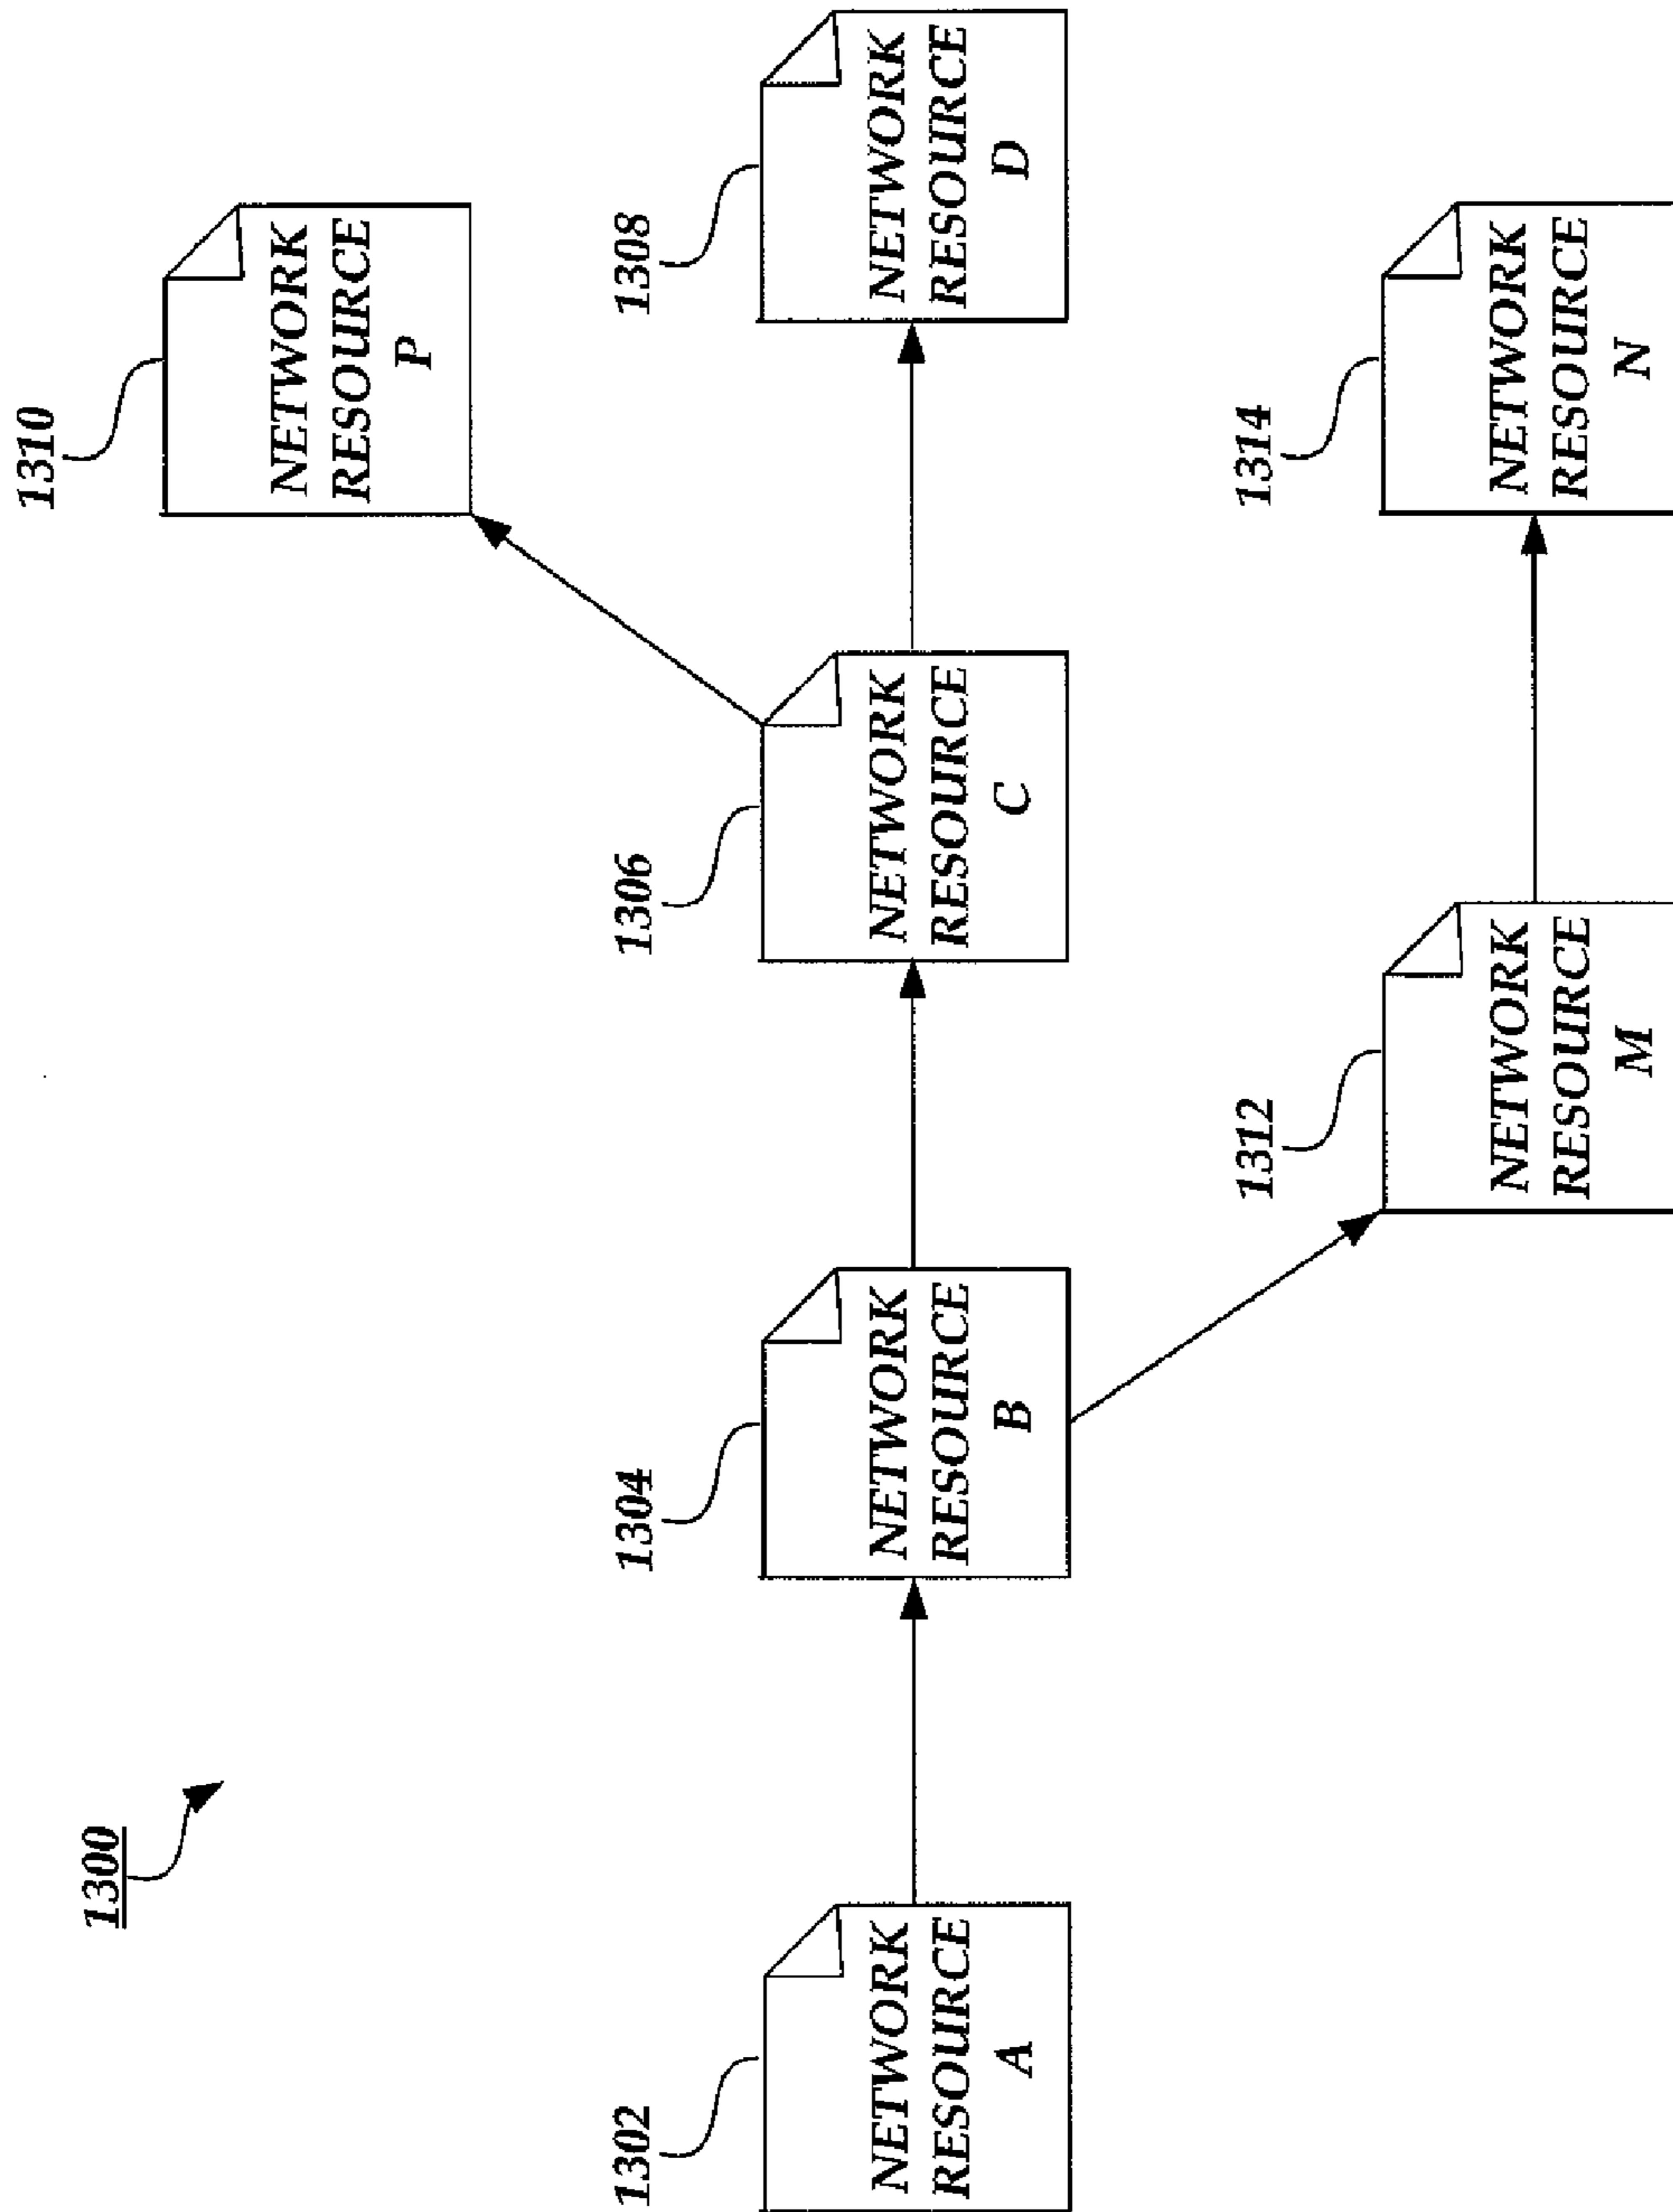 1300
1310
NETWORK
RESOURCE
P
1302
NETWORK
RESOURCE
A
1304
NETWORK
RESOURCE
B
1306
NETWORK
RESOURCE
C
1308
NETWORK
RESOURCE
D
1312
NETWORK
RESOURCE
M
1314
NETWORK
RESOURCE
N